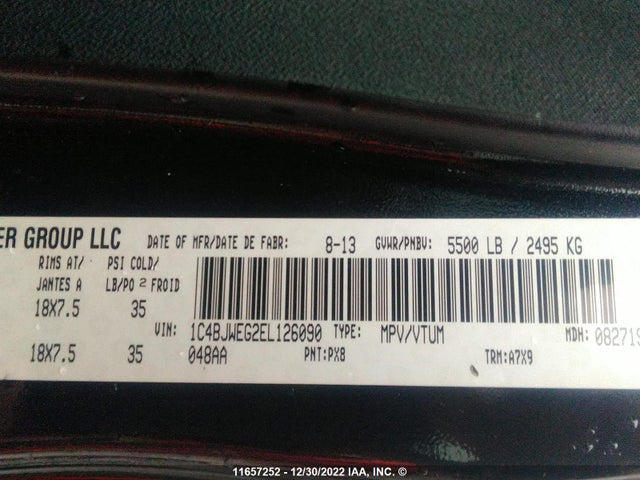 ER GROUP LLC DATE OF MFR/DATE DE FABR: 8-13 GVWR/PNBV: 5500 LB / 2495 KG
RIMS AT/ PSI COLD/
JANTES A LB/PO 2 FROID
18X7.5 35
VIN: 1C4BJWEG2EL126090 TYPE: MPV/VTUM MDH: 08271
18X7.5 35 048AA PNT:PX8 TRM:A7X9
11657252 - 12/30/2022 IAA, INC. ©